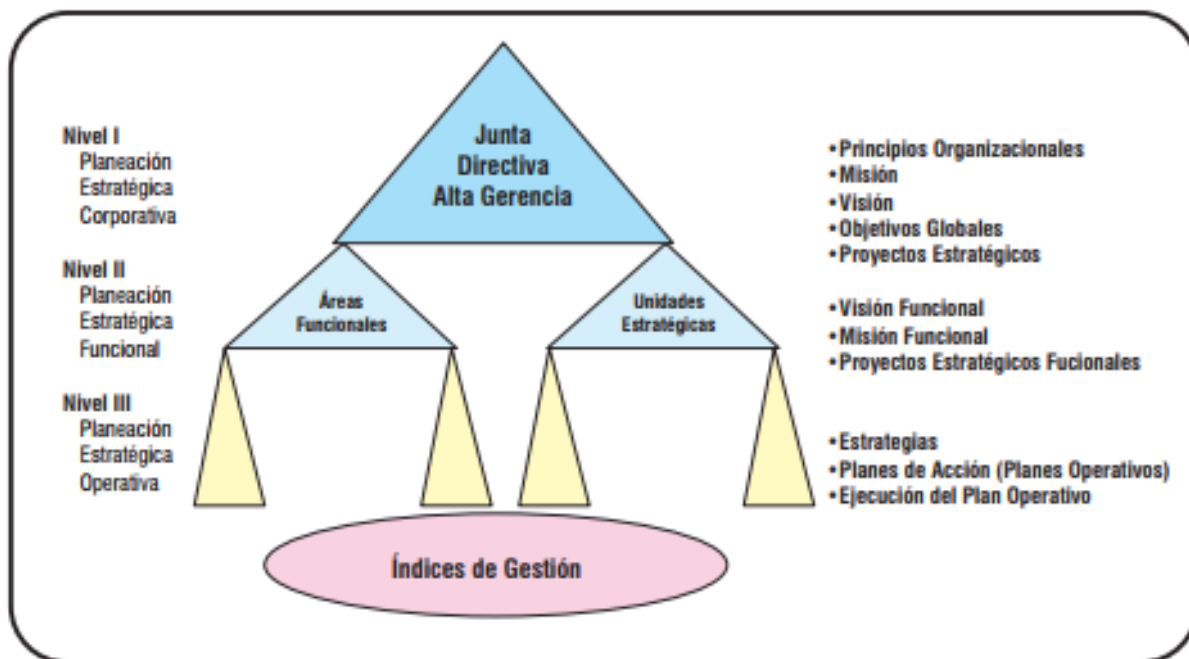 Nivel I
Planeación
Estratégica
Corporativa
Junta
Directiva
Alta Gerencia
•Principios Organizacionales
•Misión
•Visión
•Objetivos Globales
•Proyectos Estratégicos
Nivel II
Planeación
Estratégica
Funcional
Áreas
Funcionales
Unidades
Estratégicas
•Visión Funcional
•Misión Funcional
•Proyectos Estratégicos Fucionales
Nivel III
Planeación
Estratégica
Operativa
•Estrategias
•Planes de Acción (Planes Operativos)
•Ejecución del Plan Operativo
Índices de Gestión